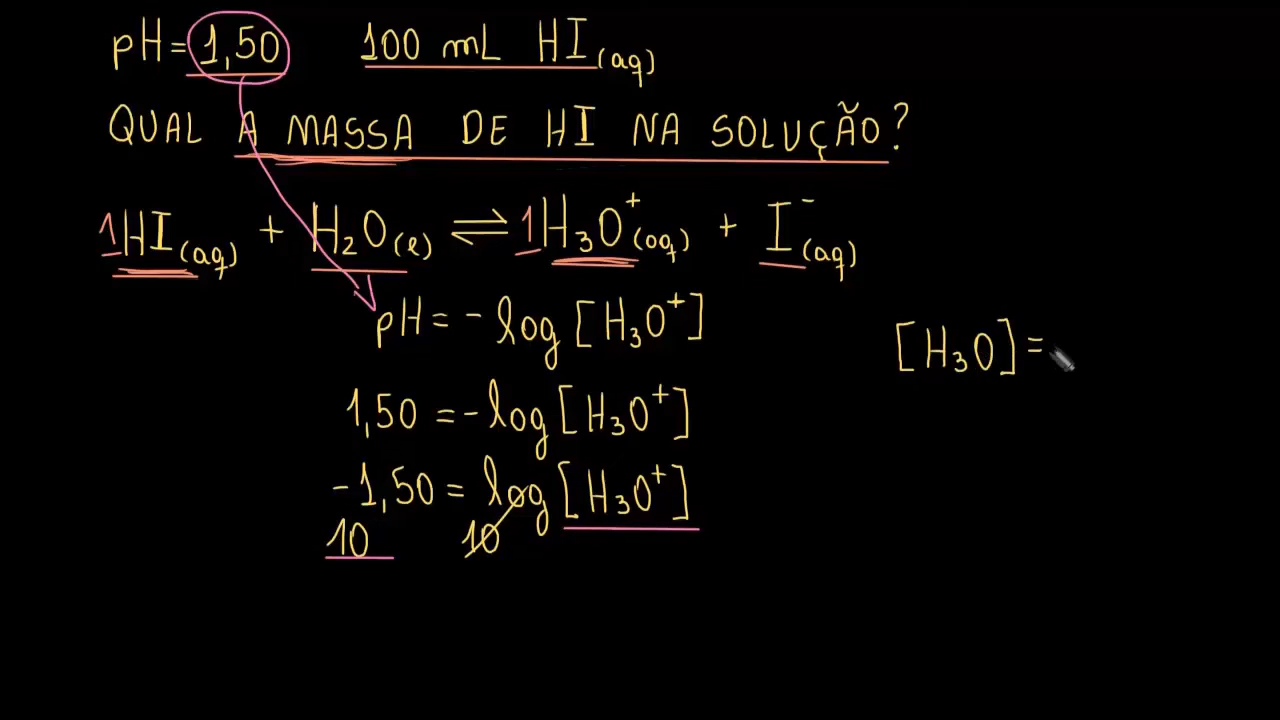 pH = 1,50 100 mL HI(aq)
QUAL A MASSA DE HI NA SOLUÇÃO?
1HI(aq) + H₂O(l) ⇌ 1H₃O⁺(aq) + I⁻(aq)
pH = - log [H₃O⁺]
[H₃O] =
1,50 = - log [H₃O⁺]
-1,50 = log [H₃O⁺]
10 10